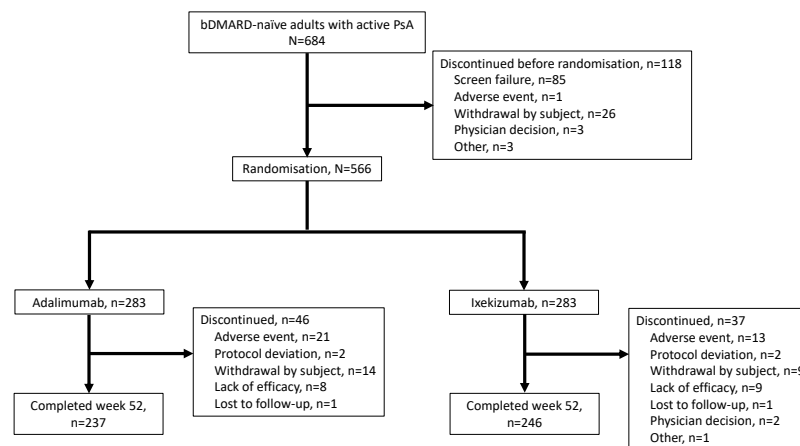 bDMARD-naïve adults with active PsA
N=684
Discontinued before randomisation, n=118
Screen failure, n=85
Adverse event, n=1
Withdrawal by subject, n=26
Physician decision, n=3
Other, n=3
Randomisation, N=566
Adalimumab, n=283
Discontinued, n=46
Adverse event, n=21
Protocol deviation, n=2
Withdrawal by subject, n=14
Lack of efficacy, n=8
Lost to follow-up, n=1
Completed week 52,
n=237
Ixekizumab, n=283
Discontinued, n=37
Adverse event, n=13
Protocol deviation, n=2
Withdrawal by subject, n=9
Lack of efficacy, n=9
Lost to follow-up, n=1
Physician decision, n=2
Other, n=1
Completed week 52,
n=246